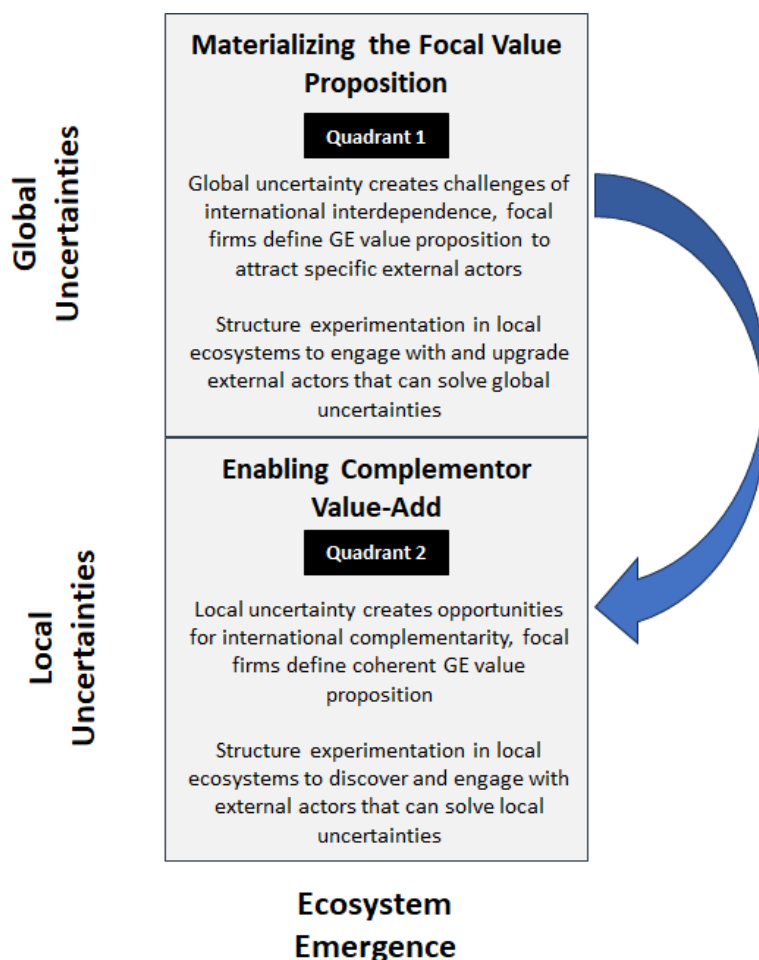 Materializing the Focal Value
Proposition
Quadrant 1
Global
Uncertainties
Global uncertainty creates challenges of
international interdependence, focal
firms define GE value proposition to
attract specific external actors
Structure experimentation in local
ecosystems to engage with and upgrade
external actors that can solve global
uncertainties
Enabling Complementor
Value-Add
Quadrant 2
Local
Uncertainties
Local uncertainty creates opportunities
for international complementarity, focal
firms define coherent GE value
proposition
Structure experimentation in local
ecosystems to discover and engage with
external actors that can solve local
uncertainties
Ecosystem
Emergence